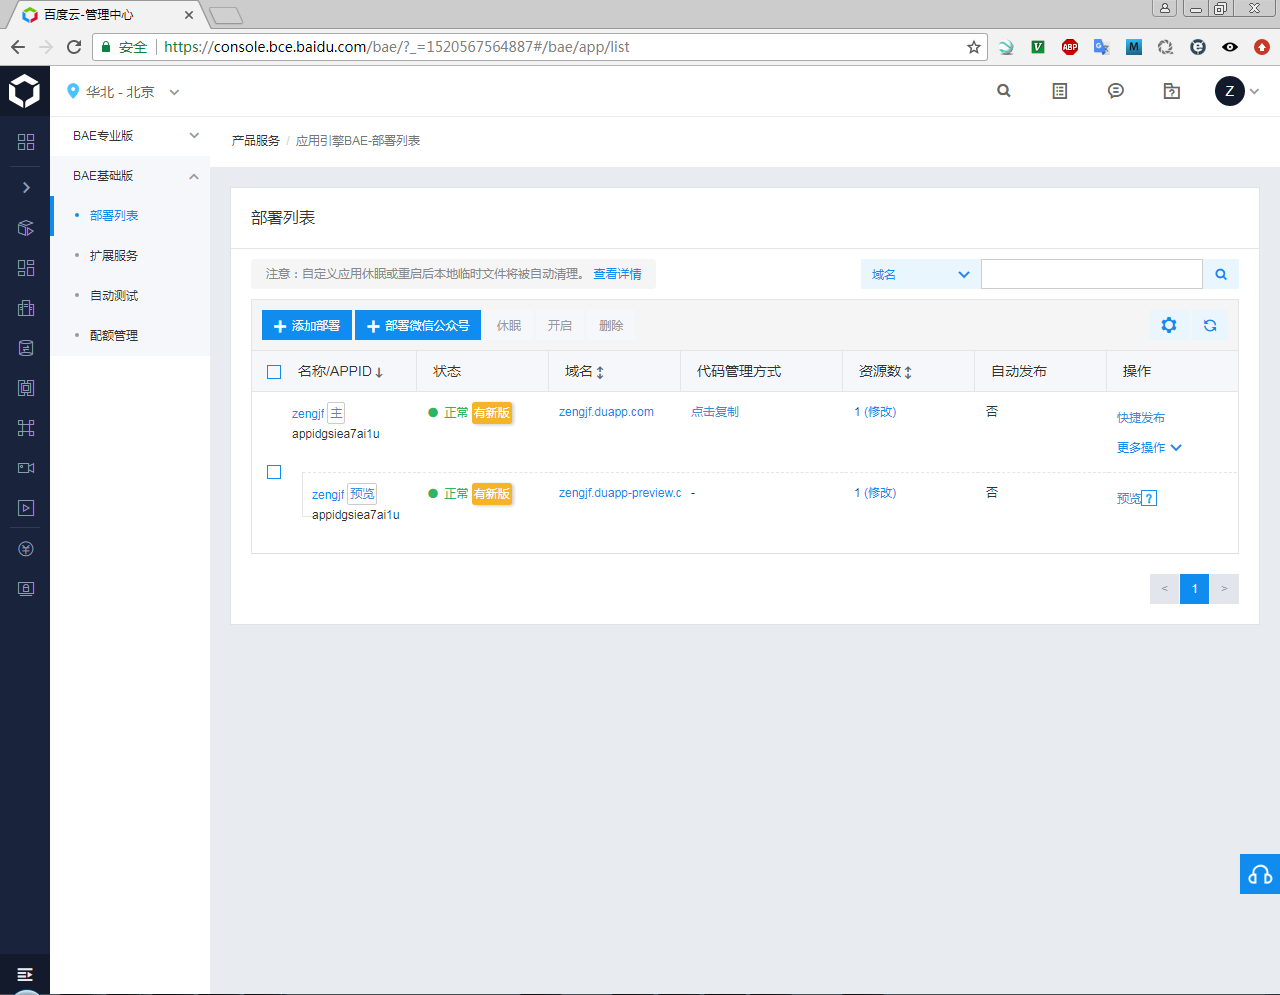 百度云-管理中心
安全 https://console.bce.baidu.com/bae/?_=1520567564887#/bae/app/list
华北 - 北京
Z
BAE专业版
BAE基础版
部署列表
扩展服务
自动测试
配额管理
产品服务 / 应用引擎BAE-部署列表
部署列表
注意：自定义应用休眠或重启后本地临时文件将被自动清理。 查看详情
域名
添加部署 部署微信公众号 休眠 开启 删除
名称/APPID 状态 域名 代码管理方式 资源数 自动发布 操作
zengjf 主 正常 有新版 zengjf.duapp.com 点击复制 1 (修改) 否 快捷发布
appidgsiea7ai1u
更多操作
zengjf 预览 正常 有新版 zengjf.duapp-preview.c - 1 (修改) 否 预览 ?
appidgsiea7ai1u
< 1 >